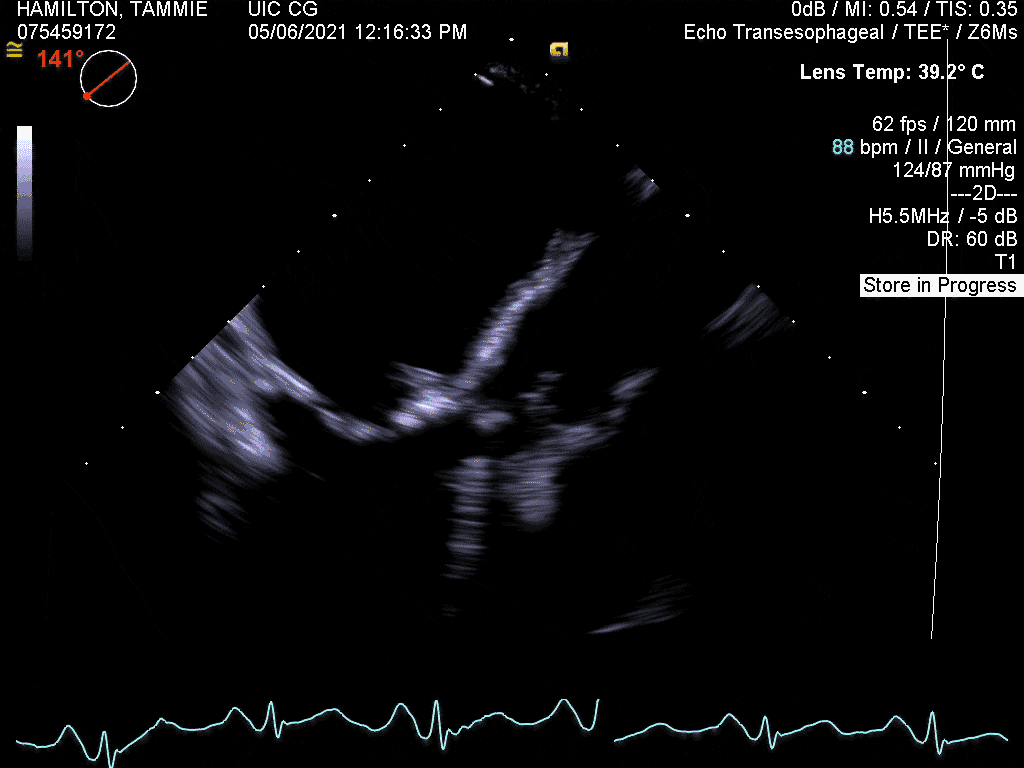 HAMILTON, TAMMIE
075459172
UIC CG
05/06/2021 12:16:33 PM
0dB / MI: 0.54 / TIS: 0.35
Echo Transesophageal / TEE* / Z6Ms
141°
Lens Temp: 39.2° C
62 fps / 120 mm
88 bpm / II / General
124/87 mmHg
---2D---
H5.5MHz / -5 dB
DR: 60 dB
T1
Store in Progress